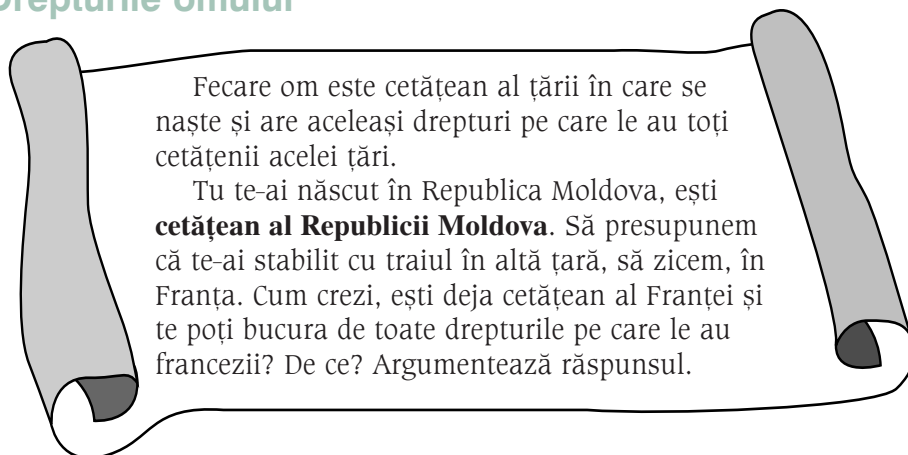 Drepturile Omului
Fecare om este cetățean al țării în care se
naște și are aceleași drepturi pe care le au toți
cetățenii acelei țări.
Tu te-ai născut în Republica Moldova, ești
cetățean al Republicii Moldova. Să presupunem
că te-ai stabilit cu traiul în altă țară, să zicem, în
Franța. Cum crezi, ești deja cetățean al Franței și
te poți bucura de toate drepturile pe care le au
francezii? De ce? Argumentează răspunsul.